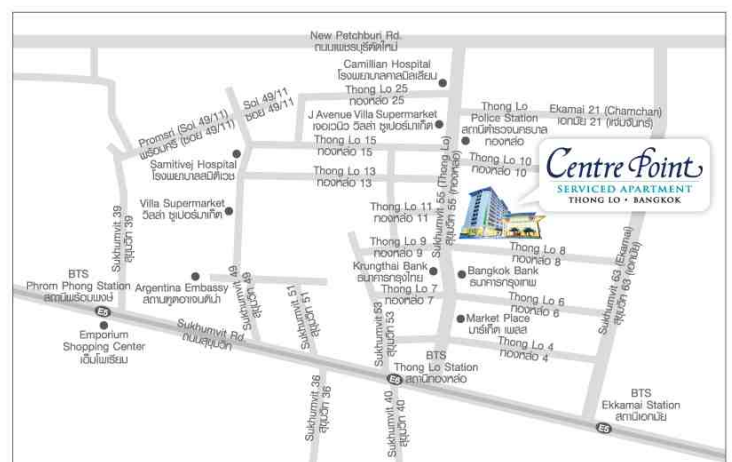 New Petchburi Rd.
ถนนเพชรบุรีตัดใหม่
Camillian Hospital
โรงพยาบาลคามิลเลียน
Thong Lo 25
ทองหล่อ 25
Soi 49/11
ซอย 49/11
Promsri (Soi 49/11)
พร้อมศรี (ซอย 49/11)
J Avenue Villa Supermarket
เจอเวนิว วิลล่า ซูเปอร์มาเก็ต
Thong Lo
Police Station
สถานีตำรวจนครบาล
ทองหล่อ
Ekamai 21 (Chamchan)
เอกมัย 21 (แจ่มจันทร์)
Thong Lo 15
ทองหล่อ 15
Thong Lo 10
ทองหล่อ 10
Samitivej Hospital
โรงพยาบาลสมิติเวช
Thong Lo 13
ทองหล่อ 13
Centre Point
SERVICED APARTMENT
THONG LO • BANGKOK
Villa Supermarket
วิลล่า ซูเปอร์มาเก็ต
Thong Lo 11
ทองหล่อ 11
Sukhumvit 55 (Thong Lo)
สุขุมวิท 55 (ทองหล่อ)
Sukhumvit 39
สุขุมวิท 39
Thong Lo 9
ทองหล่อ 9
Thong Lo 8
ทองหล่อ 8
Sukhumvit 63 (Ekamai)
สุขุมวิท 63 (เอกมัย)
Krungthai Bank
ธนาคารกรุงไทย
Bangkok Bank
ธนาคารกรุงเทพ
BTS
Phrom Phong Station
สถานีพร้อมพงษ์
E5
Argentina Embassy
สถานทูตอาเจนติน่า
Sukhumvit 49
สุขุมวิท 49
Sukhumvit 51
สุขุมวิท 51
Thong Lo 7
ทองหล่อ 7
Thong Lo 6
ทองหล่อ 6
Sukhumvit 53
สุขุมวิท 53
Market Place
มาร์เก็ต เพลส
Emporium
Shopping Center
เอ็มโพเรียม
Sukhumvit Rd.
ถนนสุขุมวิท
Thong Lo 4
ทองหล่อ 4
BTS
Thong Lo Station
สถานีทองหล่อ
Sukhumvit 36
สุขุมวิท 36
Sukhumvit 40
สุขุมวิท 40
BTS
Ekkamai Station
สถานีเอกมัย
E5